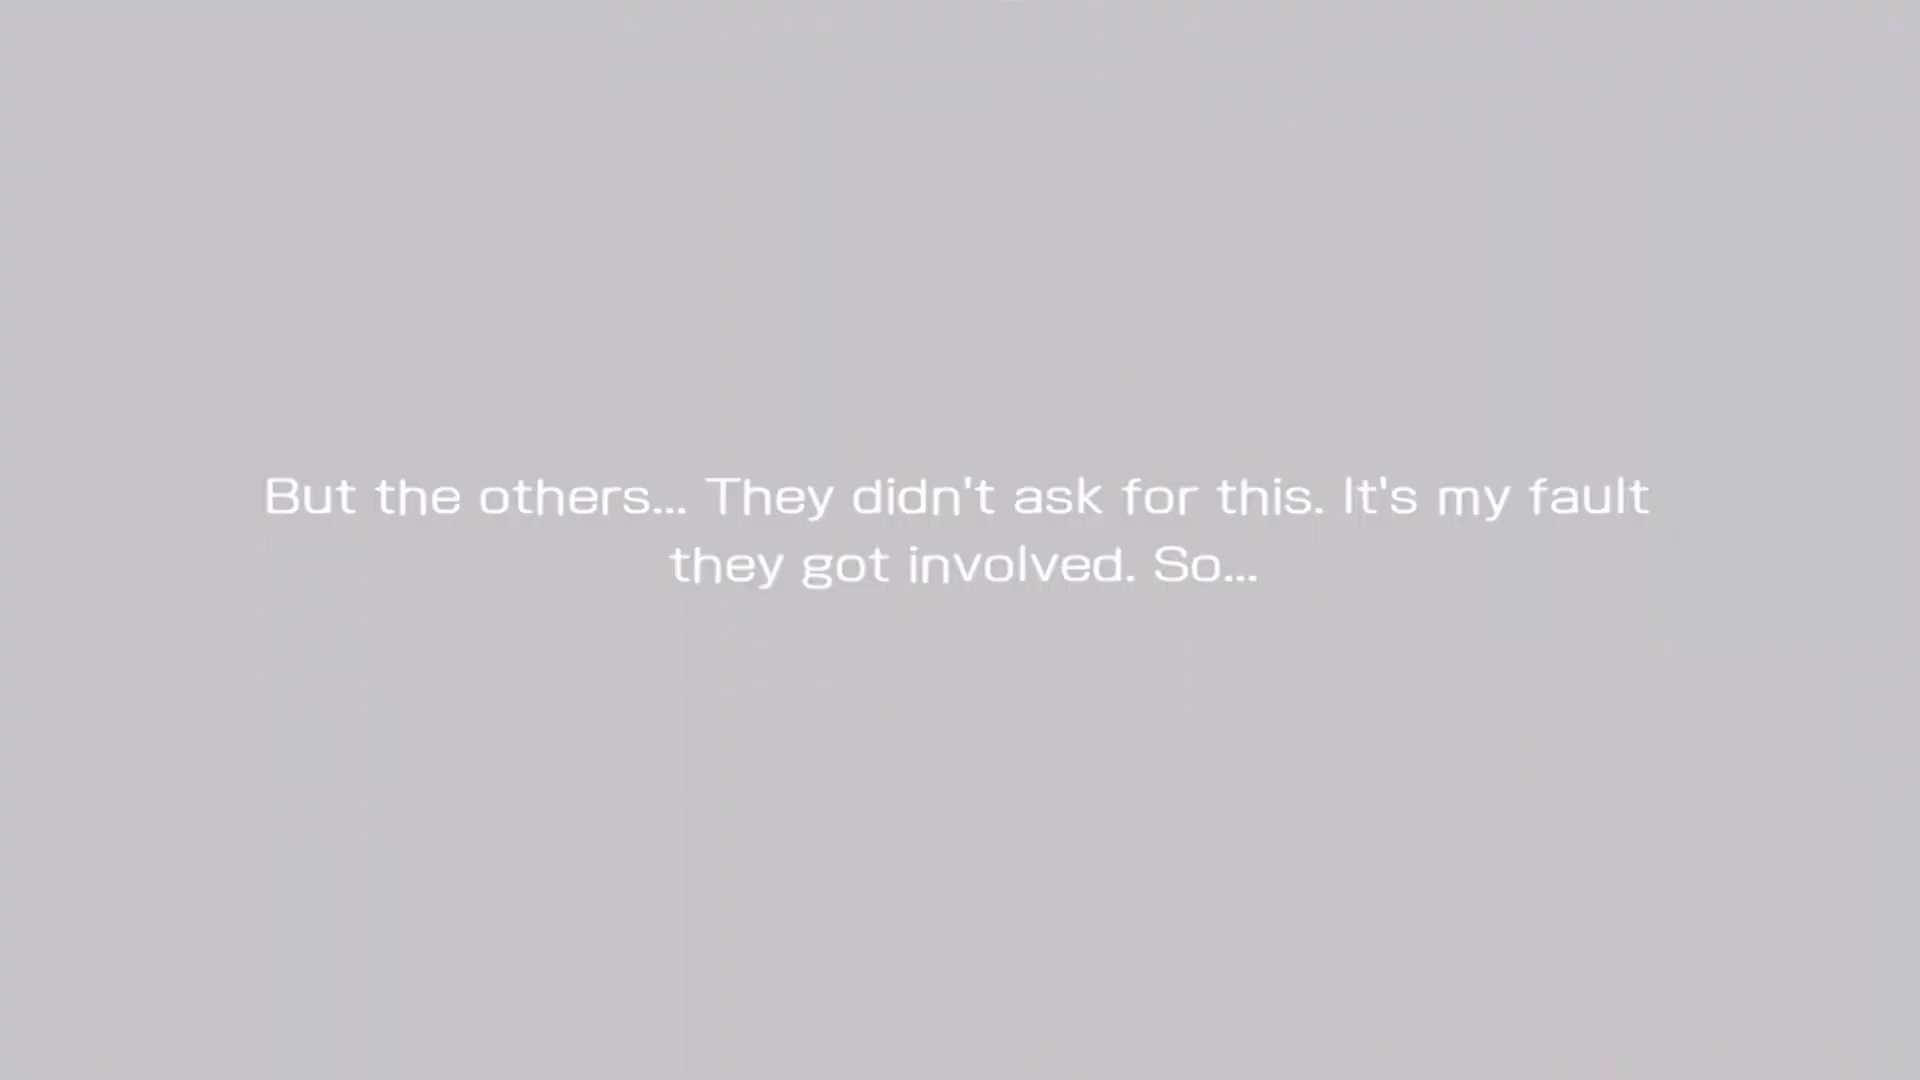 But the others... They didn't ask for this. It's my fault
they got involved. So...